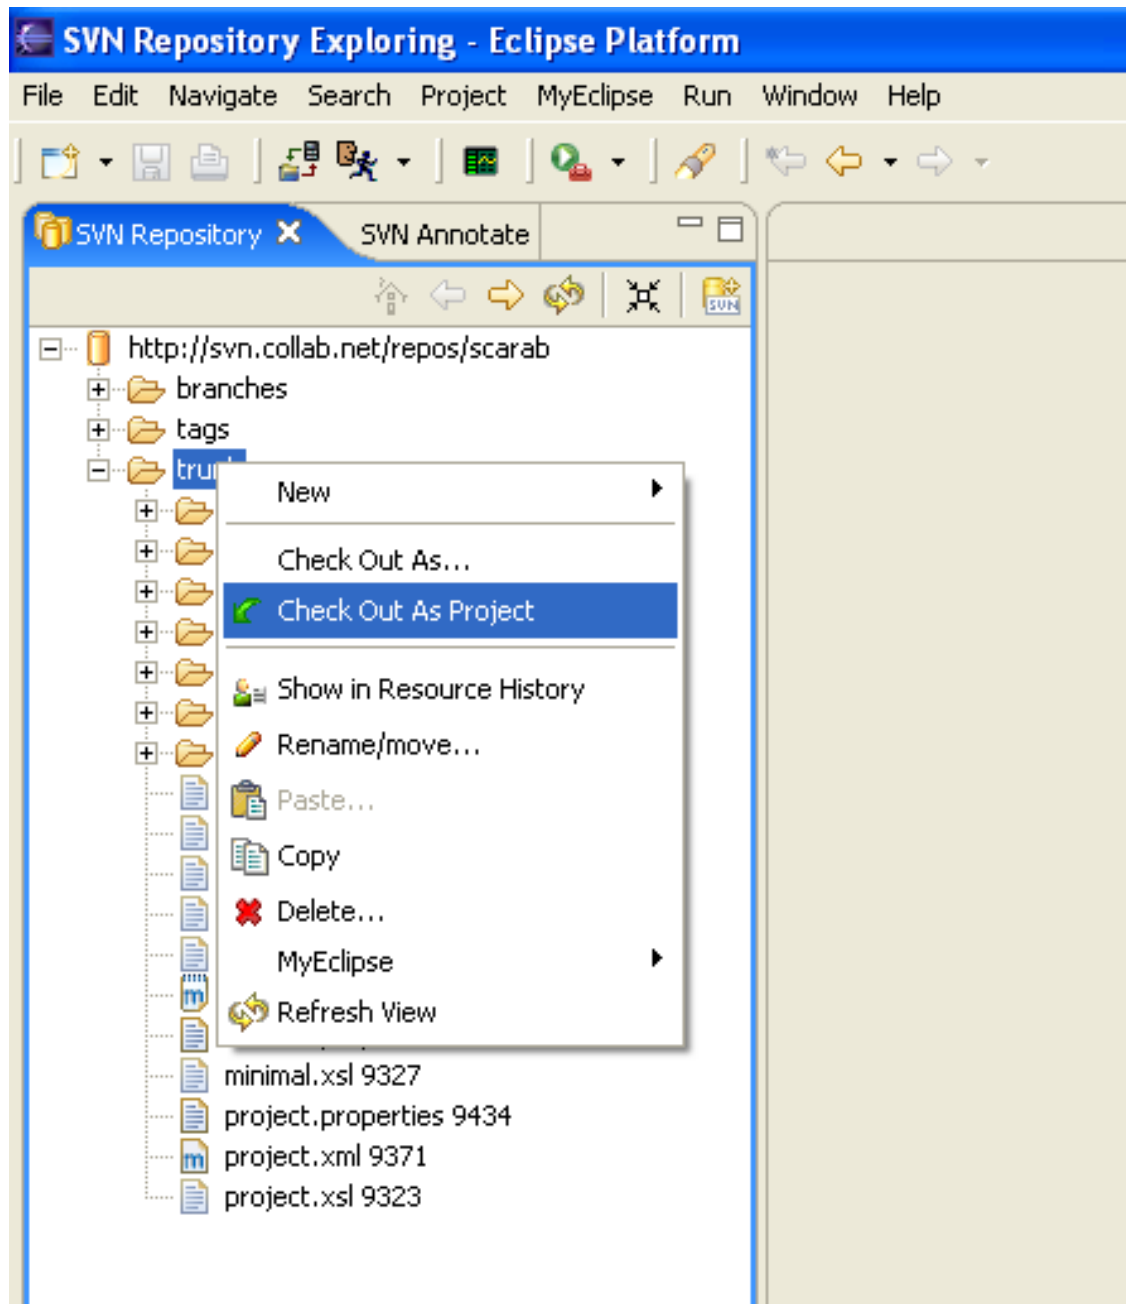 SVN Repository Exploring - Eclipse Platform
File Edit Navigate Search Project MyEclipse Run Window Help
SVN Repository SVN Annotate
SVN
http://svn.collab.net/repos/scarab
branches
tags
New
Check Out As...
Check Out As Project
Show in Resource History
Rename/move...
Paste...
Copy
Delete...
MyEclipse
m
Refresh View
minimal.xsl 9327
project.properties 9434
m project.xml 9371
project.xsl 9323